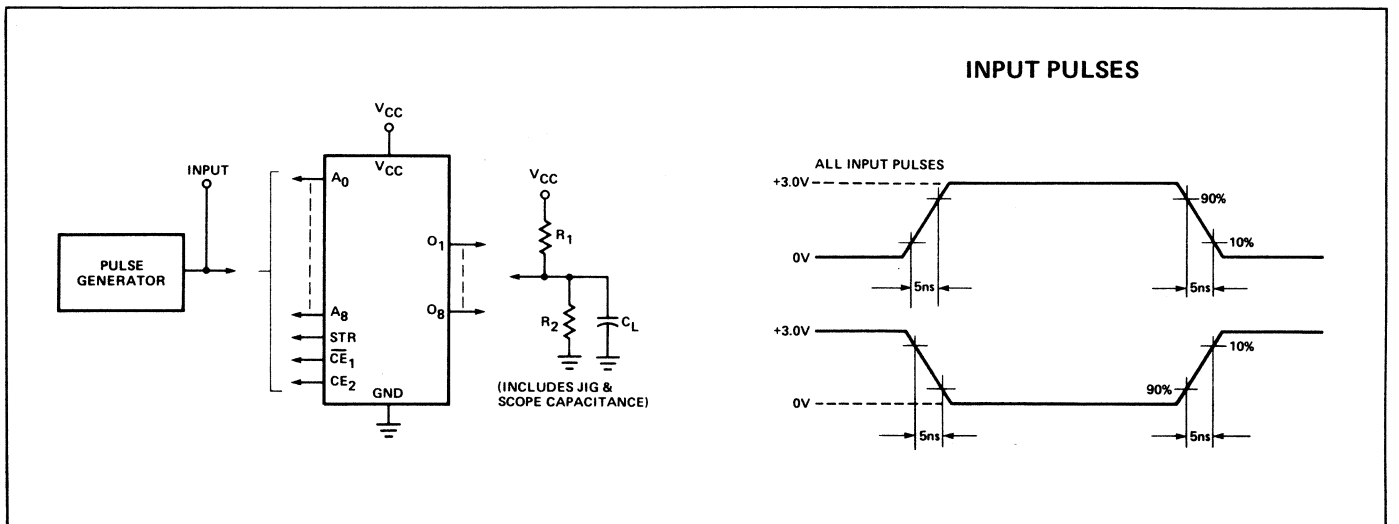 INPUT PULSES
VCC
INPUT
PULSE
GENERATOR
VCC
A0
A8
STR
CE1
CE2
GND
O1
O8
VCC
R1
R2
CL
(INCLUDES JIG &
SCOPE CAPACITANCE)
ALL INPUT PULSES
+3.0V
90%
10%
0V
5ns
5ns
+3.0V
10%
90%
0V
5ns
5ns